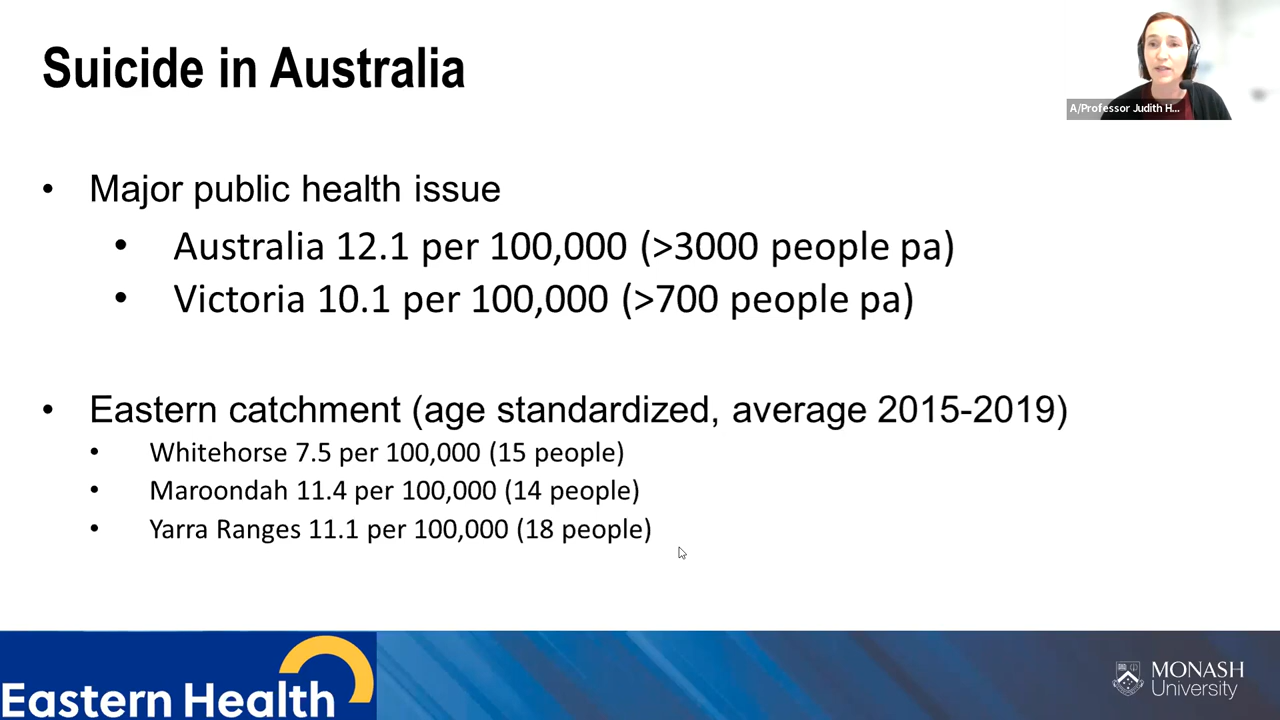 Suicide in Australia
A/Professor Judith H...
• Major public health issue
• Australia 12.1 per 100,000 (>3000 people pa)
• Victoria 10.1 per 100,000 (>700 people pa)
• Eastern catchment (age standardized, average 2015-2019)
• Whitehorse 7.5 per 100,000 (15 people)
• Maroondah 11.4 per 100,000 (14 people)
• Yarra Ranges 11.1 per 100,000 (18 people)
Eastern Health
MONASH
University